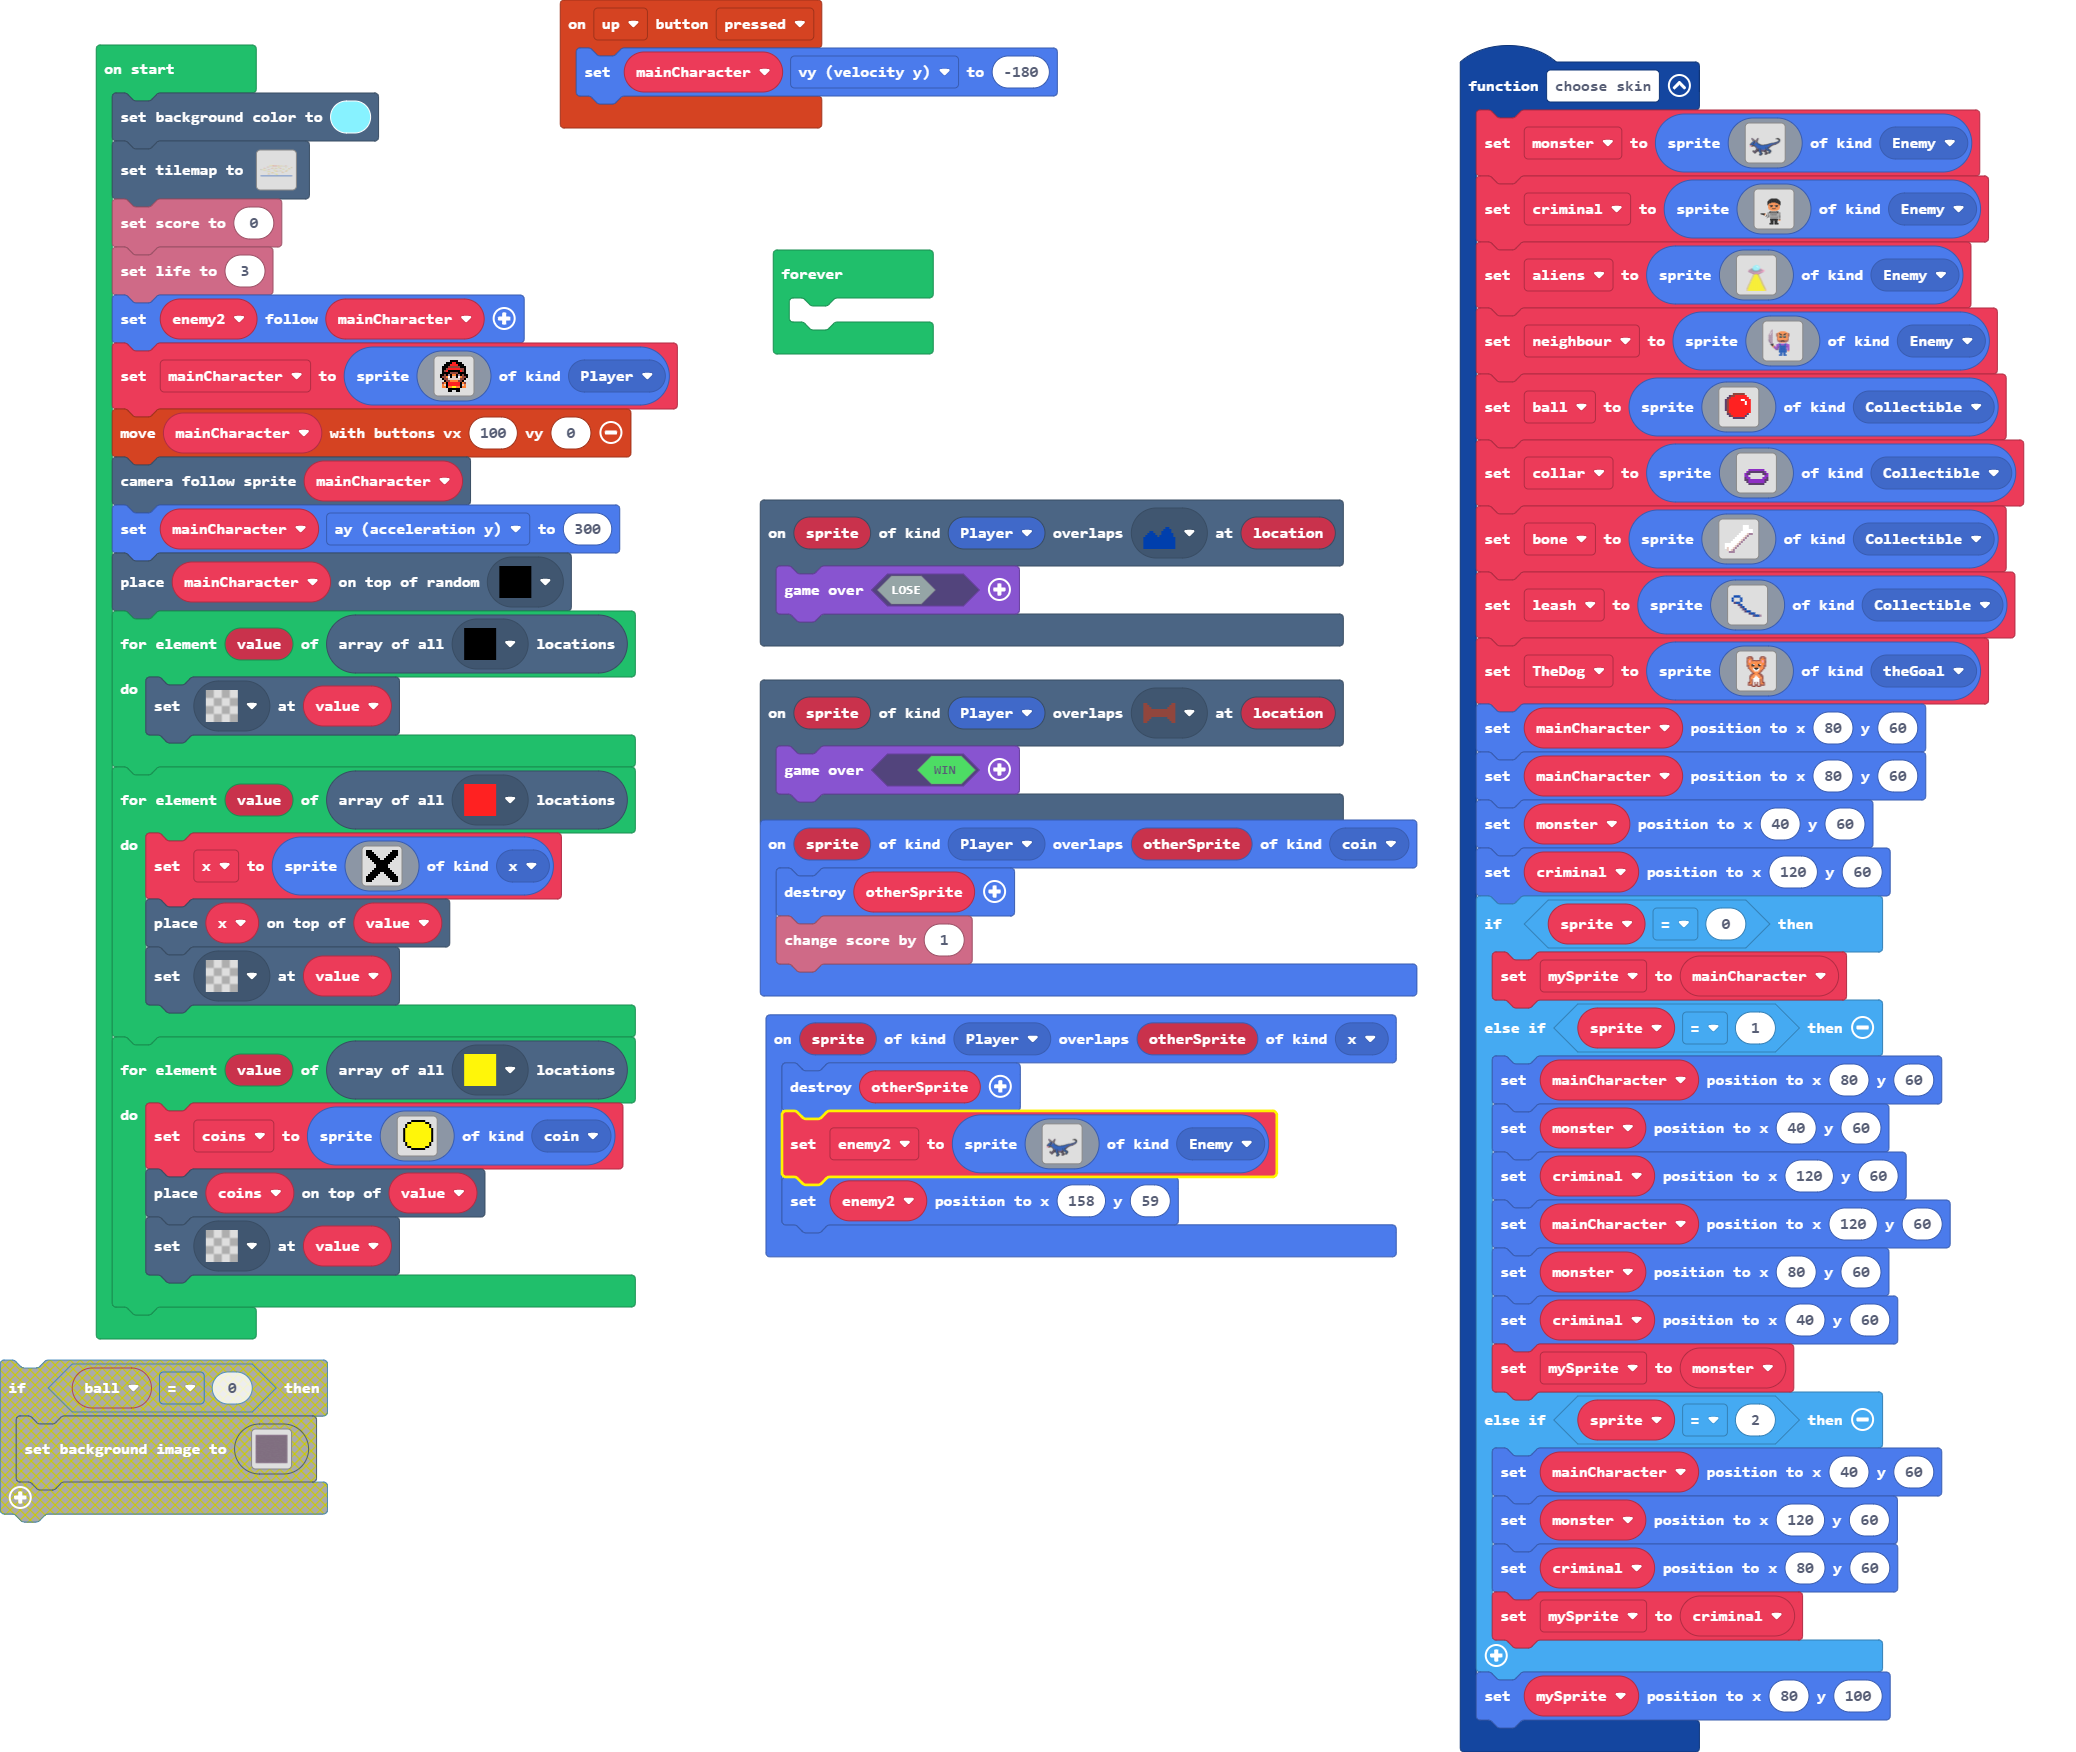 on start
set background color to
set tilemap to
set score to 0
set life to 3
set enemy2 follow mainCharacter
set mainCharacter to sprite of kind Player
move mainCharacter with buttons vx 100 vy 0
camera follow sprite mainCharacter
set mainCharacter ay (acceleration y) to 300
place mainCharacter on top of random
for element value of array of all locations
do
set at value
for element value of array of all locations
do
set x to sprite of kind x
place x on top of value
set at value
for element value of array of all locations
do
set coins to sprite of kind coin
place coins on top of value
set at value
if ball = 0 then
set background image to
on up button pressed
set mainCharacter vy (velocity y) to -180
forever
on sprite of kind Player overlaps at location
game over LOSE
on sprite of kind Player overlaps at location
game over WIN
on sprite of kind Player overlaps otherSprite of kind coin
destroy otherSprite
change score by 1
on sprite of kind Player overlaps otherSprite of kind x
destroy otherSprite
set enemy2 to sprite of kind Enemy
set enemy2 position to x 158 y 59
function choose skin
set monster to sprite of kind Enemy
set criminal to sprite of kind Enemy
set aliens to sprite of kind Enemy
set neighbour to sprite of kind Enemy
set ball to sprite of kind Collectible
set collar to sprite of kind Collectible
set bone to sprite of kind Collectible
set leash to sprite of kind Collectible
set TheDog to sprite of kind theGoal
set mainCharacter position to x 80 y 60
set mainCharacter position to x 80 y 60
set monster position to x 40 y 60
set criminal position to x 120 y 60
if sprite = 0 then
set mySprite to mainCharacter
else if sprite = 1 then
set mainCharacter position to x 80 y 60
set monster position to x 40 y 60
set criminal position to x 120 y 60
set mainCharacter position to x 120 y 60
set monster position to x 80 y 60
set criminal position to x 40 y 60
set mySprite to monster
else if sprite = 2 then
set mainCharacter position to x 40 y 60
set monster position to x 120 y 60
set criminal position to x 80 y 60
set mySprite to criminal
set mySprite position to x 80 y 100